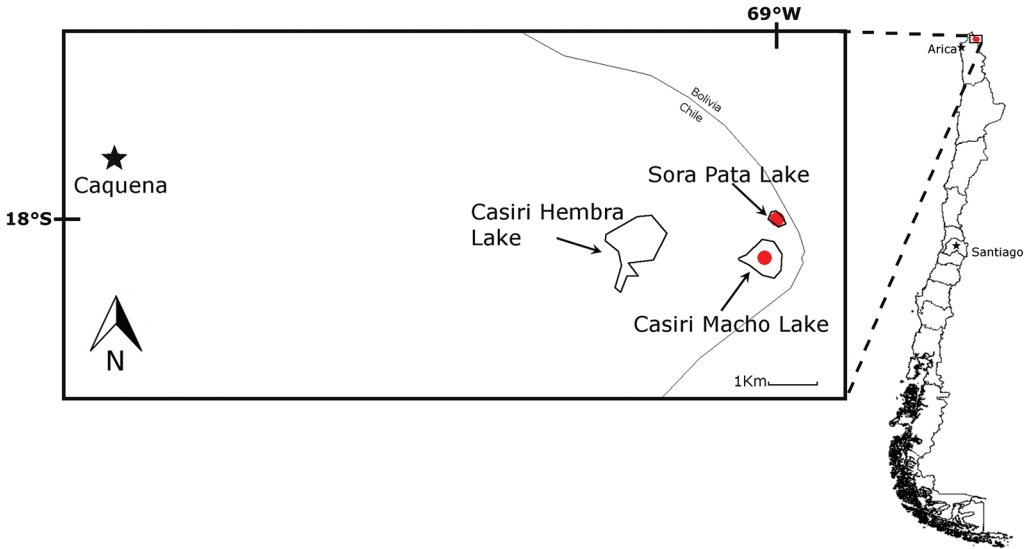 69°W
Arica
Bolivia
Chile
Caquena
Sora Pata Lake
18°S
Casiri Hembra
Lake
Santiago
Casiri Macho Lake
N
1Km